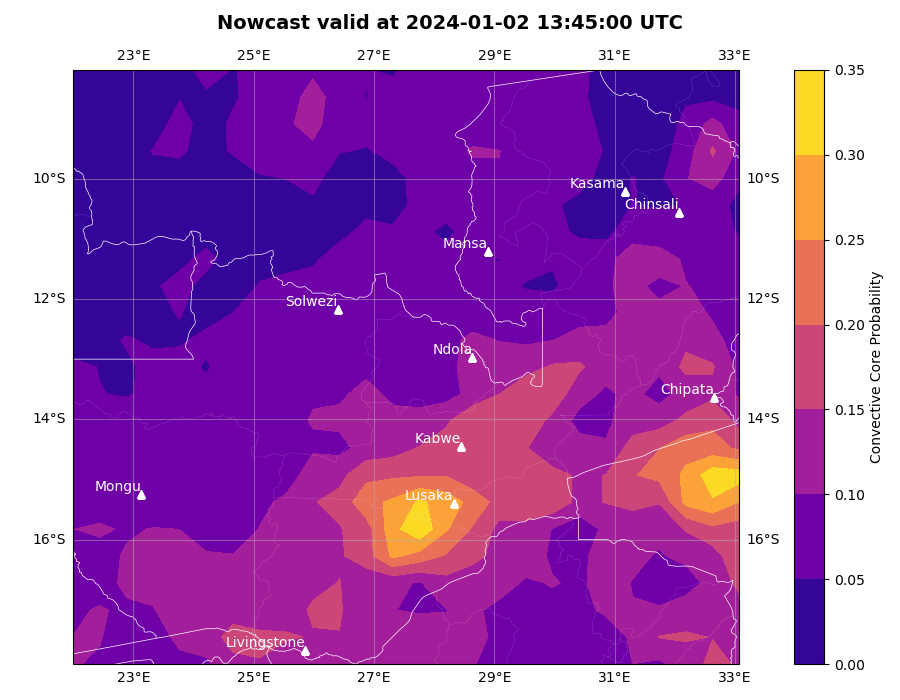 Nowcast valid at 2024-01-02 13:45:00 UTC
23°E 25°E 27°E 29°E 31°E 33°E
0.35
0.30
0.25
0.20
0.15
0.10
0.05
0.00
Convective Core Probability
10°S 10°S
12°S 12°S
14°S 14°S
16°S 16°S
Kasama
Chinsali
Mansa
Solwezi
Ndola
Chipata
Kabwe
Mongu
Lusaka
Livingstone
23°E 25°E 27°E 29°E 31°E 33°E